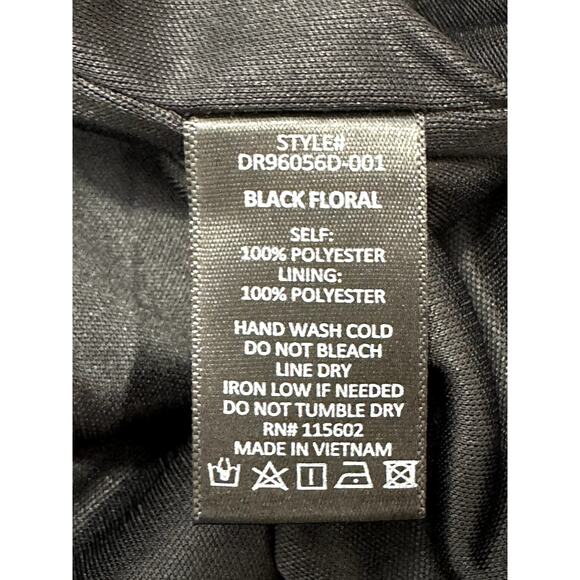 STYLE#
DR96056D-001
BLACK FLORAL
SELF:
100% POLYESTER
LINING:
100% POLYESTER
HAND WASH COLD
DO NOT BLEACH
LINE DRY
IRON LOW IF NEEDED
DO NOT TUMBLE DRY
RN# 115602
MADE IN VIETNAM